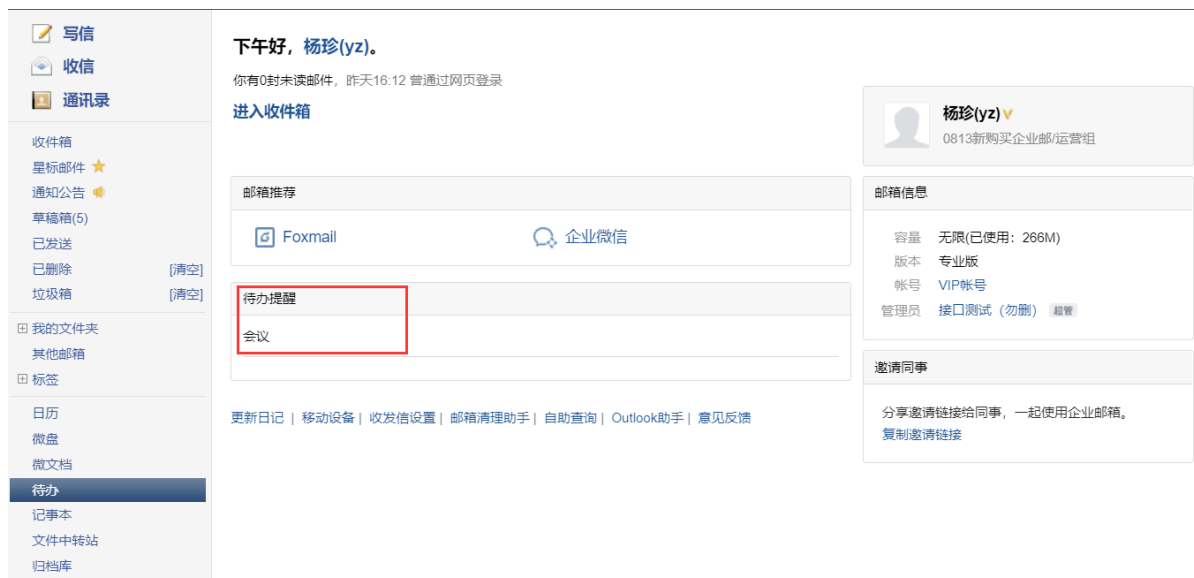 写信
收信
通讯录
收件箱
星标邮件
通知公告
草稿箱(5)
已发送
已删除 [清空]
垃圾箱 [清空]
我的文件夹
其他邮箱
标签
日历
微盘
微文档
待办
记事本
文件中转站
归档库
下午好，杨珍(yz)。
你有0封未读邮件，昨天16:12 曾通过网页登录
进入收件箱
邮箱推荐
Foxmail 企业微信
待办提醒
会议
更新日记 | 移动设备 | 收发信设置 | 邮箱清理助手 | 自助查询 | Outlook助手 | 意见反馈
杨珍(yz)
0813新购买企业邮/运营组
邮箱信息
容量 无限(已使用：266M)
版本 专业版
帐号 VIP帐号
管理员 接口测试（勿删） 超管
邀请同事
分享邀请链接给同事，一起使用企业邮箱。
复制邀请链接